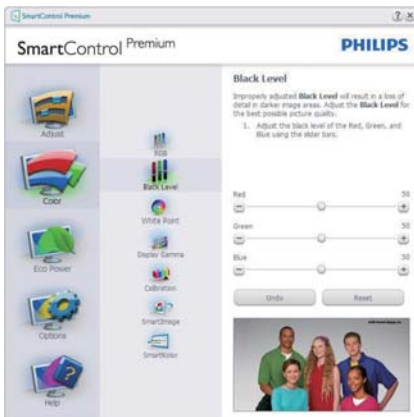 SmartControl Premium
SmartControl Premium
PHILIPS
Adjust
Color
Eco Power
Options
Help
RGB
Black Level
White Point
Display Gamma
Calibration
SmartImage
SmartKolor
Black Level
Improperly adjusted Black Level will result in a loss of
detail in darker image areas. Adjust the Black Level for
the best possible picture quality.
1. Adjust the black level of the Red, Green, and
Blue using the slider bars.
Red 50
Green 50
Blue 50
Undo Reset